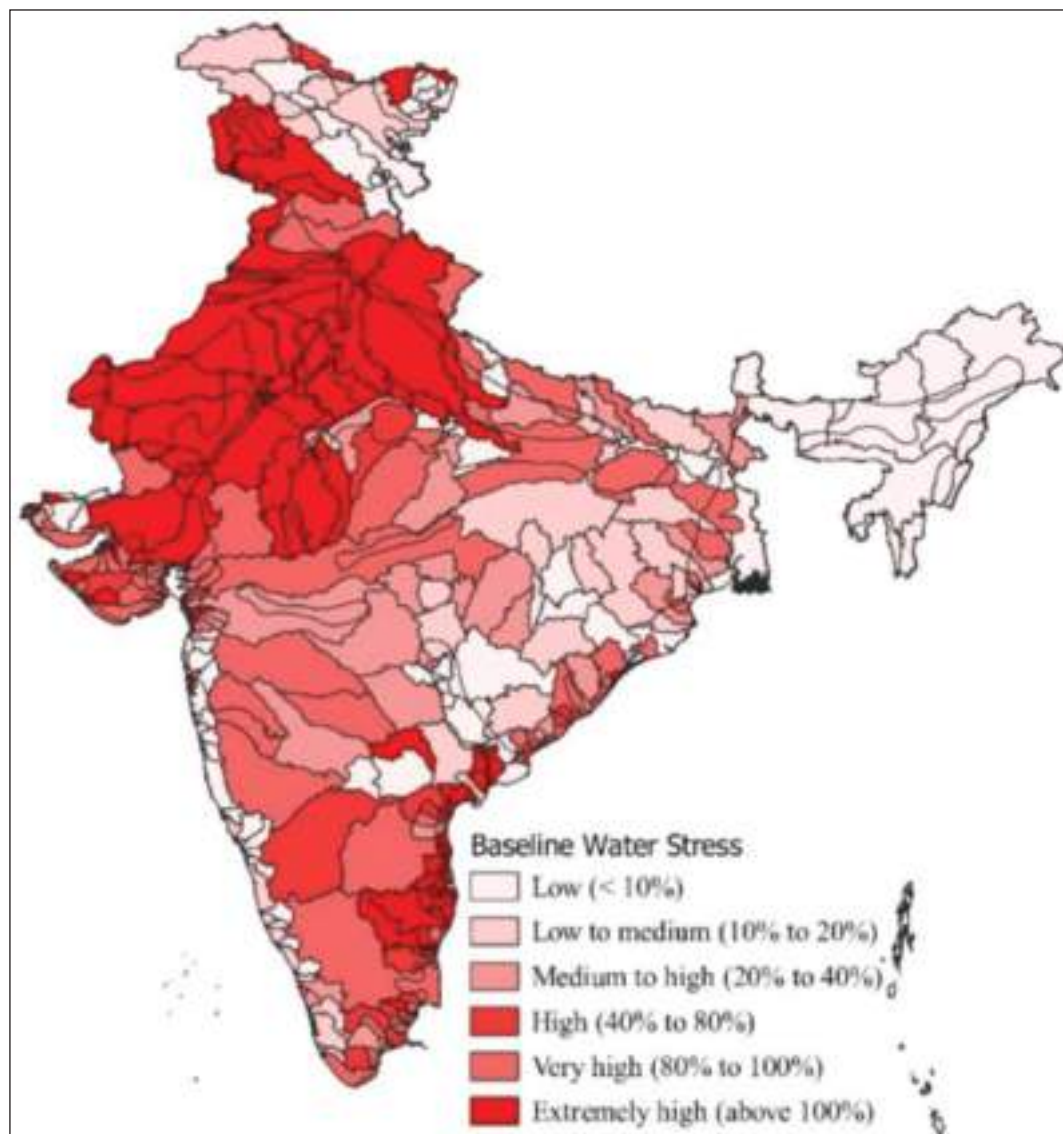 Baseline Water Stress
Low (< 10%)
Low to medium (10% to 20%)
Medium to high (20% to 40%)
High (40% to 80%)
Very high (80% to 100%)
Extremely high (above 100%)